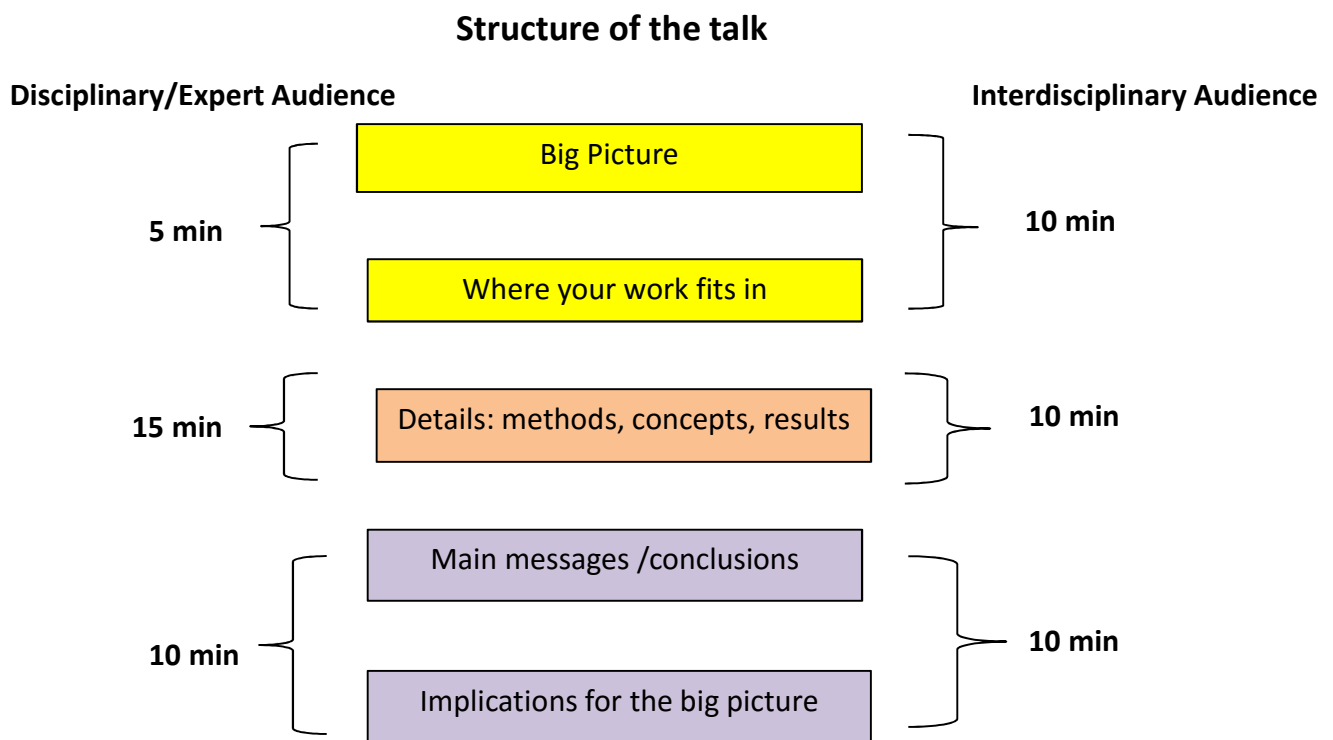 Structure of the talk
Disciplinary/Expert Audience
Interdisciplinary Audience
Big Picture
5 min
10 min
Where your work fits in
Details: methods, concepts, results
15 min
10 min
Main messages /conclusions
10 min
10 min
Implications for the big picture